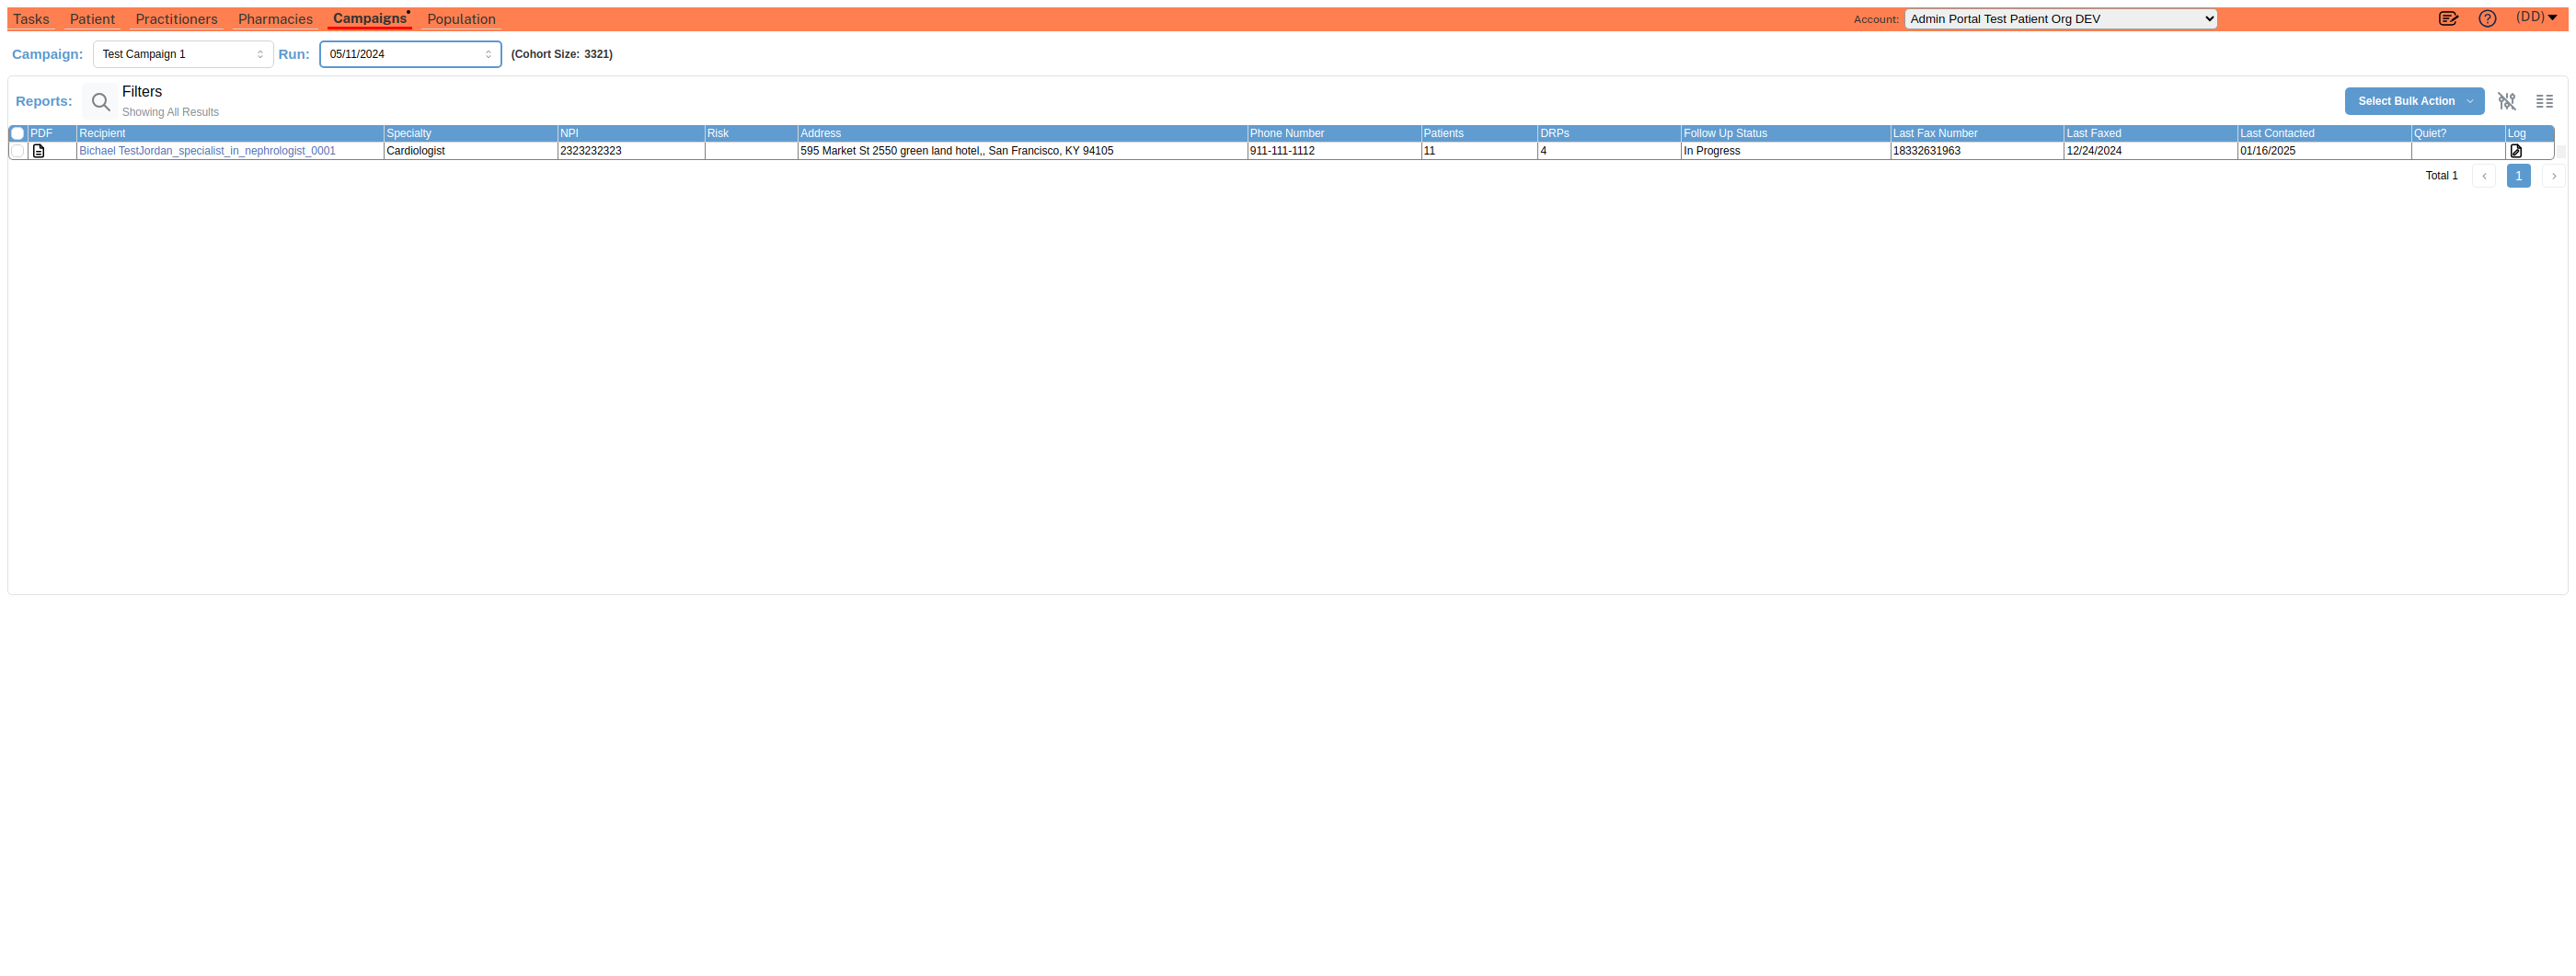 Tasks Patient Practitioners Pharmacies Campaigns Population Account: Admin Portal Test Patient Org DEV (DD)
Campaign: Test Campaign 1 Run: 05/11/2024 (Cohort Size: 3321)
Reports: Filters
Showing All Results
Select Bulk Action
PDF Recipient Specialty NPI Risk Address Phone Number Patients DRPs Follow Up Status Last Fax Number Last Faxed Last Contacted Quiet? Log
Bichael TestJordan_specialist_in_nephrologist_0001 Cardiologist 2323232323 595 Market St 2550 green land hotel,, San Francisco, KY 94105 911-111-1112 11 4 In Progress 18332631963 12/24/2024 01/16/2025
Total 1 1